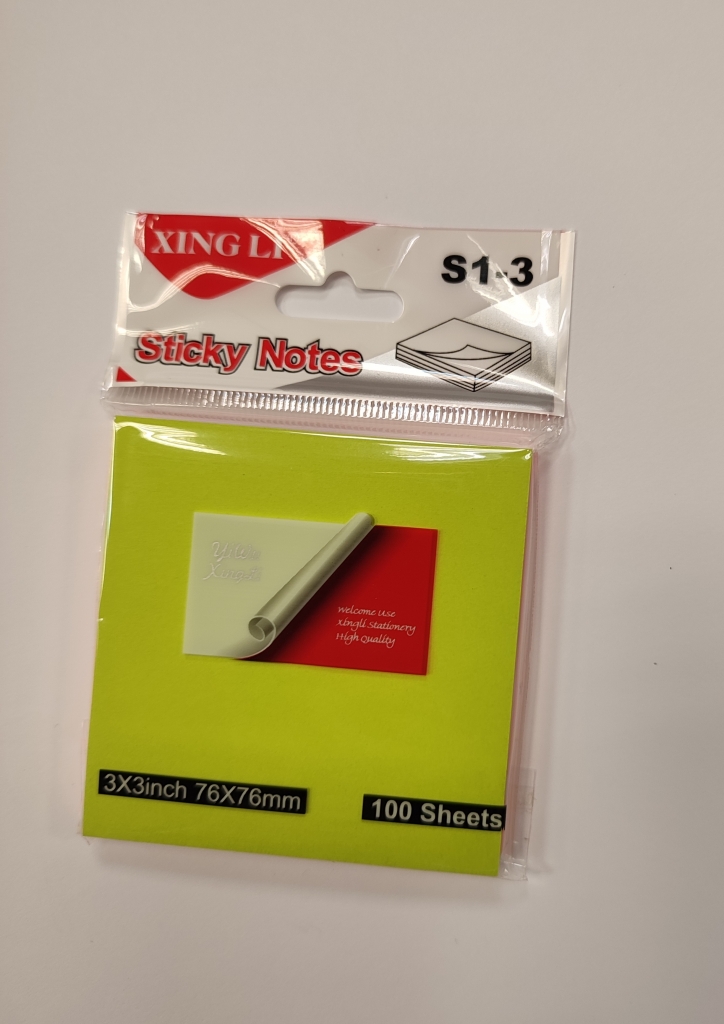 XING LI
S1-3
Sticky Notes
Welcome Use
Xingli Stationery
High Quality
3X3inch 76X76mm
100 Sheets